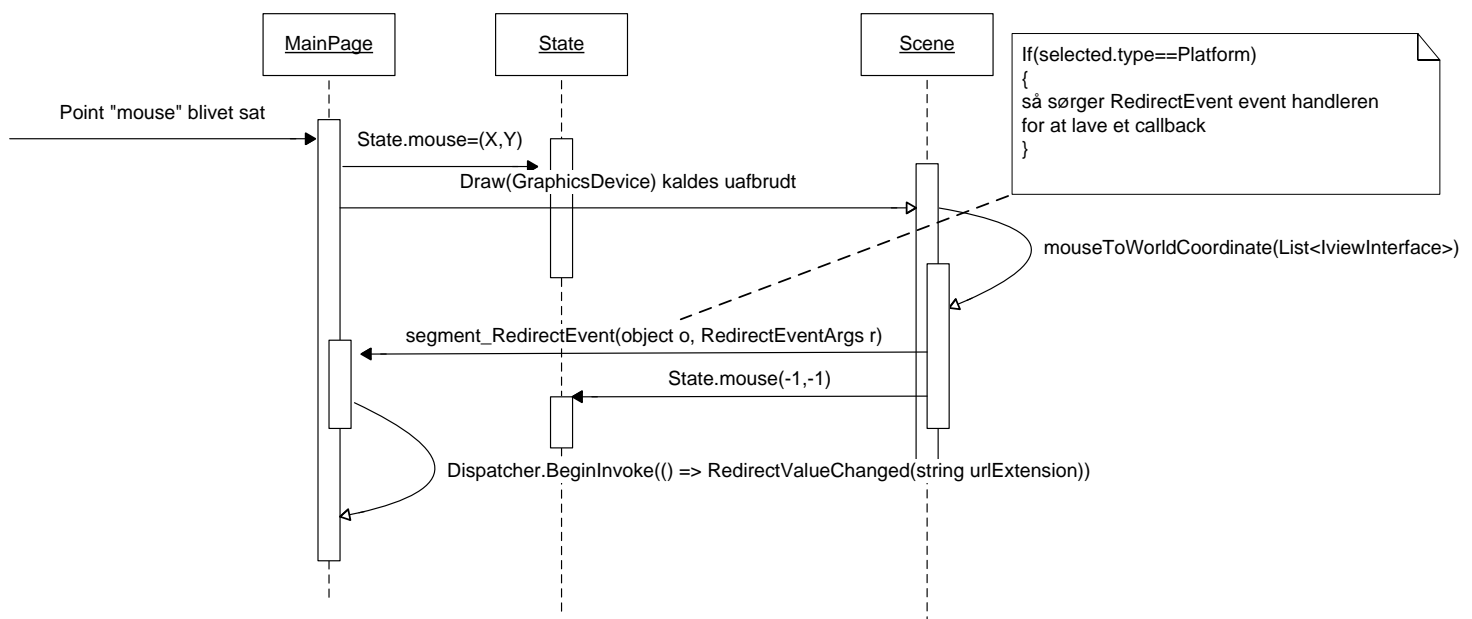 MainPage
State
Scene
If(selected.type==Platform)
{
så sørger RedirectEvent event handleren
for at lave et callback
}
Point "mouse" blivet sat
State.mouse=(X,Y)
Draw(GraphicsDevice) kaldes uafbrudt
mouseToWorldCoordinate(List<IviewInterface>)
segment_RedirectEvent(object o, RedirectEventArgs r)
State.mouse(-1,-1)
Dispatcher.BeginInvoke(() => RedirectValueChanged(string urlExtension))